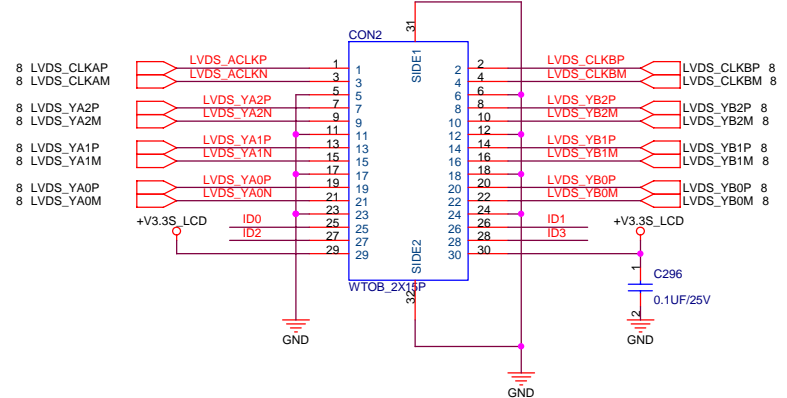 31
CON2
SIDE1
8 LVDS_CLKAP LVDS_ACLKP 1 1 2 2 LVDS_CLKBP LVDS_CLKBP 8
8 LVDS_CLKAM LVDS_ACLKN 3 3 4 4 LVDS_CLKBM LVDS_CLKBM 8
5 5 6 6
8 LVDS_YA2P LVDS_YA2P 7 7 8 8 LVDS_YB2P LVDS_YB2P 8
8 LVDS_YA2M LVDS_YA2N 9 9 10 10 LVDS_YB2M LVDS_YB2M 8
11 11 12 12
8 LVDS_YA1P LVDS_YA1P 13 13 14 14 LVDS_YB1P LVDS_YB1P 8
8 LVDS_YA1M LVDS_YA1N 15 15 16 16 LVDS_YB1M LVDS_YB1M 8
17 17 18 18
8 LVDS_YA0P LVDS_YA0P 19 19 20 20 LVDS_YB0P LVDS_YB0P 8
8 LVDS_YA0M LVDS_YA0N 21 21 22 22 LVDS_YB0M LVDS_YB0M 8
+V3.3S_LCD 23 23 24 24 +V3.3S_LCD
ID0 25 25 26 26 ID1
ID2 27 27 28 28 ID3
29 29 30 30
SIDE2
1 C296
WTOB_2X15P
32
0.1UF/25V
2
GND GND
GND